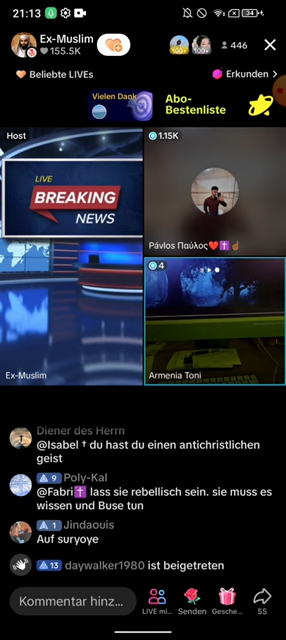 21:13
34
Ex-Muslim
155.5K
100+
100+
446
Beliebte LIVEs
Erkunden
Vielen Dank
Abo-
Bestenliste
Host
LIVE
BREAKING
NEWS
Ex-Muslim
1.15K
Pávlos Παύλος❤️✝️☝🏽
4
Armenia Toni
Diener des Herrn
@Isabel † du hast du einen antichristlichen
geist
9 Poly-Kal
@Fabri✝️ lass sie rebellisch sein. sie muss es
wissen und Buse tun
1 Jindaouis
Auf suryoye
13 daywalker1980 ist beigetreten
Kommentar hinz...
LIVE mi...
Senden
Gesche...
55